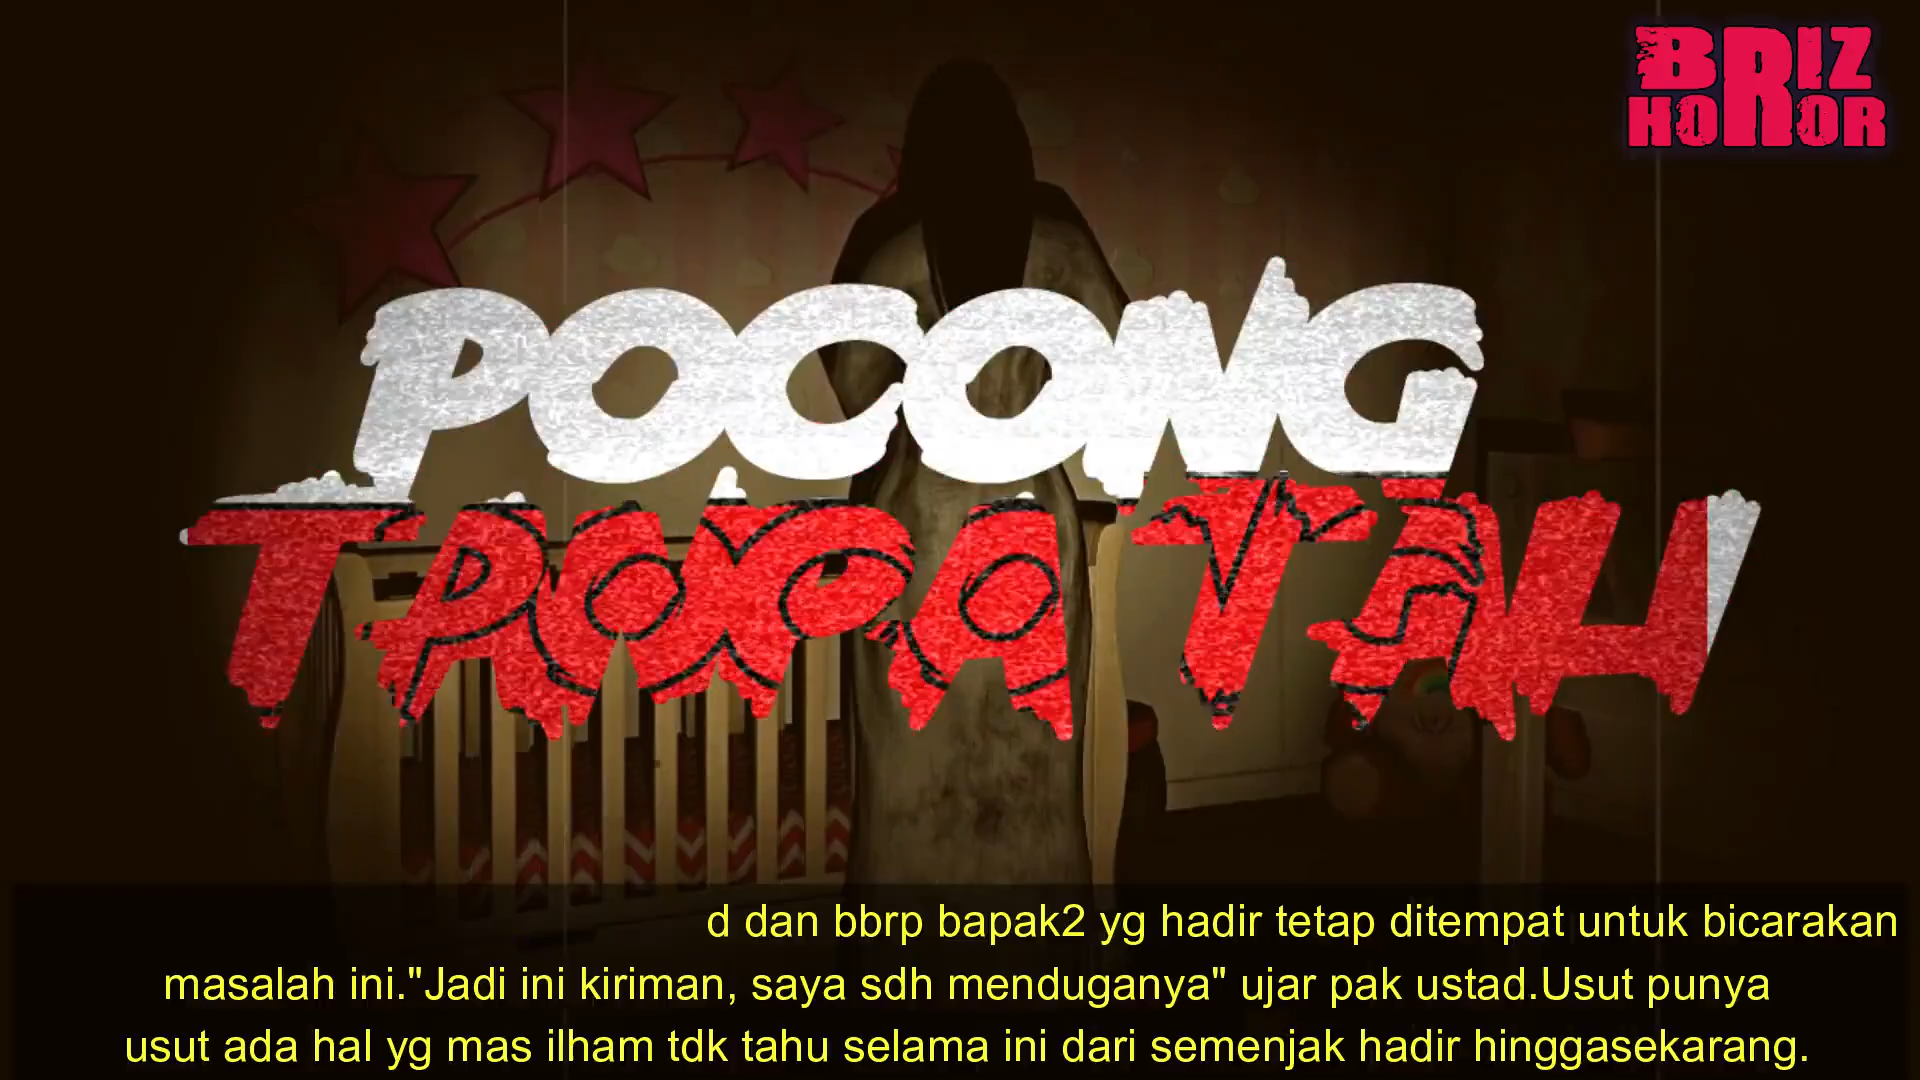 BRIZ
HOROR
POCONG
d dan bbrp bapak2 yg hadir tetap ditempat untuk bicarakan
masalah ini."Jadi ini kiriman, saya sdh menduganya" ujar pak ustad.Usut punya
usut ada hal yg mas ilham tdk tahu selama ini dari semenjak hadir hinggasekarang.